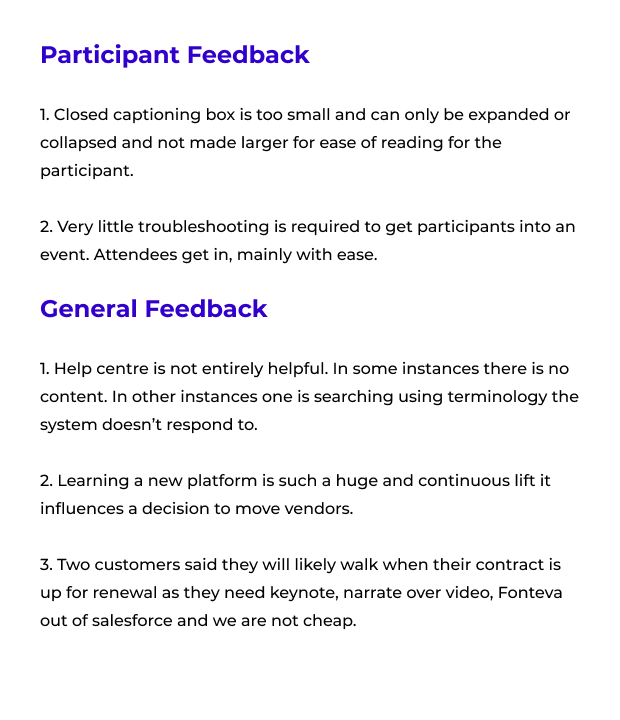 Participant Feedback
1. Closed captioning box is too small and can only be expanded or
collapsed and not made larger for ease of reading for the
participant.
2. Very little troubleshooting is required to get participants into an
event. Attendees get in, mainly with ease.
General Feedback
1. Help centre is not entirely helpful. In some instances there is no
content. In other instances one is searching using terminology the
system doesn’t respond to.
2. Learning a new platform is such a huge and continuous lift it
influences a decision to move vendors.
3. Two customers said they will likely walk when their contract is
up for renewal as they need keynote, narrate over video, Fonteva
out of salesforce and we are not cheap.